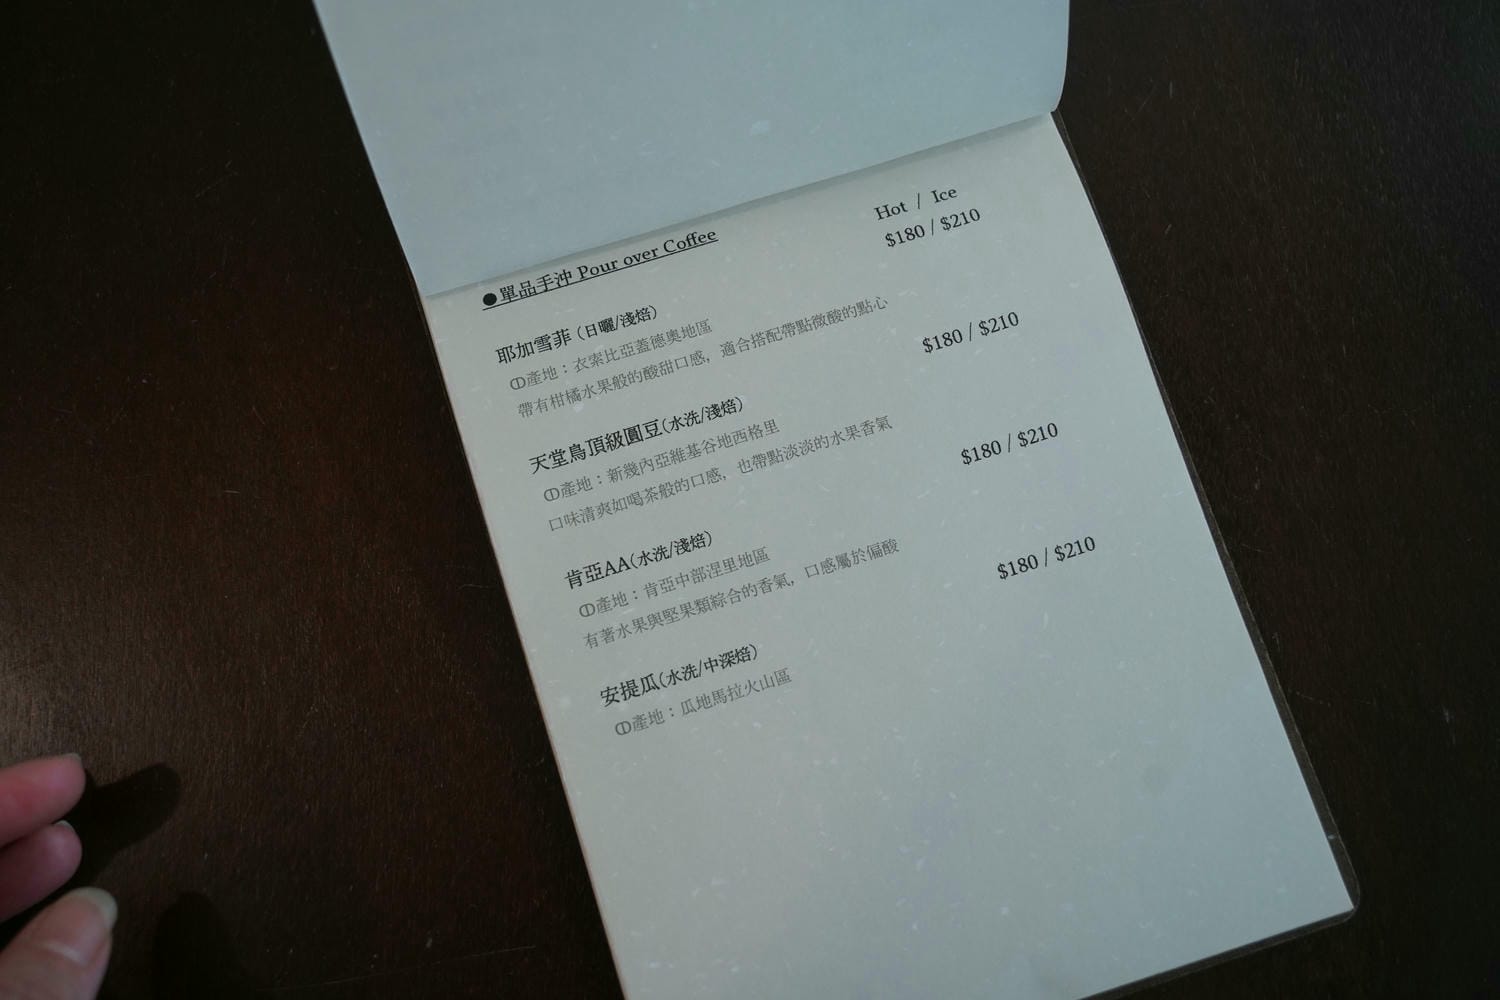 ●單品手沖 Pour over Coffee
Hot / Ice
耶加雪菲（日曬/淺焙） $180 / $210
產地：衣索比亞蓋德奧地區
帶有柑橘水果般的酸甜口感，適合搭配帶點微酸的點心
天堂鳥頂級圓豆(水洗/淺焙) $180 / $210
產地：新幾內亞維基谷地西格里
口味清爽如喝茶般的口感，也帶點淡淡的水果香氣
肯亞AA(水洗/淺焙) $180 / $210
產地：肯亞中部涅里地區
有著水果與堅果類綜合的香氣，口感屬於偏酸
安提瓜(水洗/中深焙) $180 / $210
產地：瓜地馬拉火山區